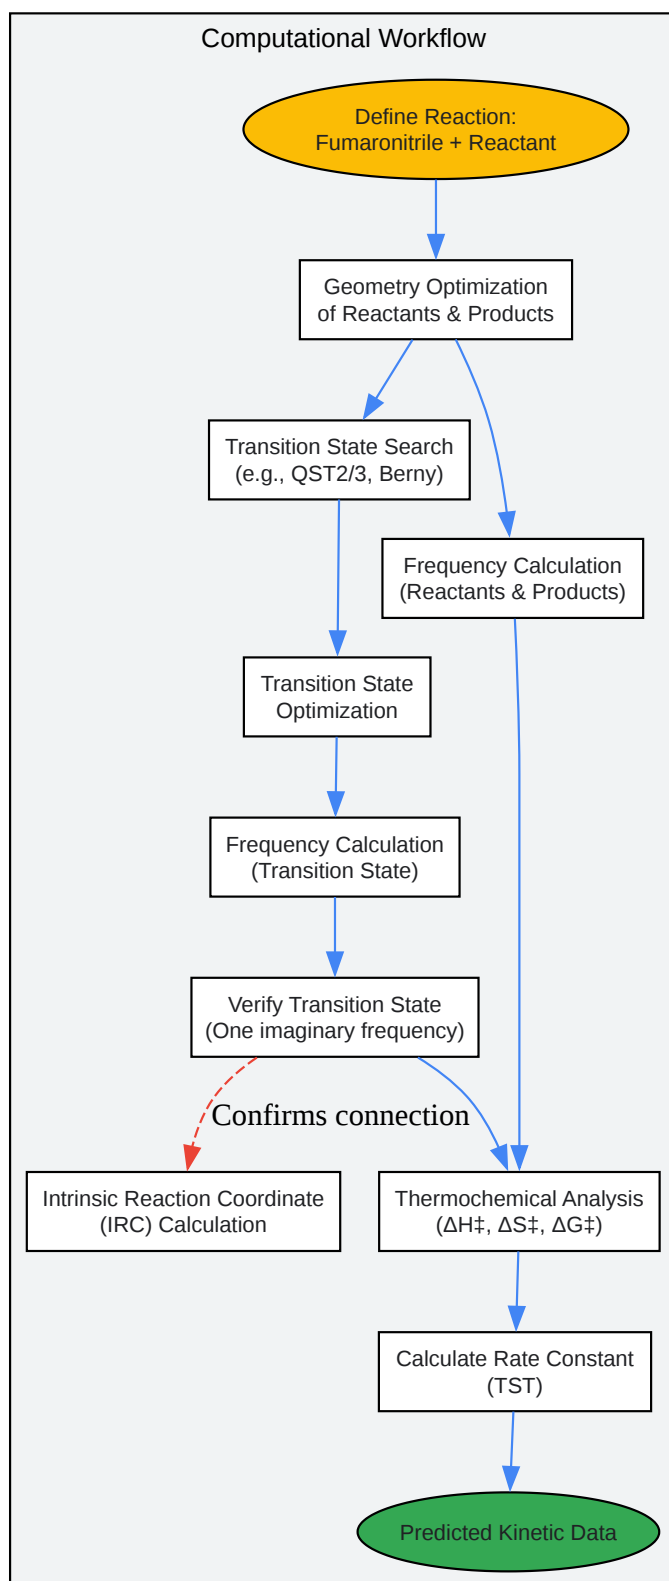 Computational Workflow
Define Reaction:
Fumaronitrile + Reactant
Geometry Optimization
of Reactants & Products
Transition State Search
(e.g., QST2/3, Berny)
Frequency Calculation
(Reactants & Products)
Transition State
Optimization
Frequency Calculation
(Transition State)
Verify Transition State
(One imaginary frequency)
Confirms connection
Intrinsic Reaction Coordinate
(IRC) Calculation
Thermochemical Analysis
(ΔH‡, ΔS‡, ΔG‡)
Calculate Rate Constant
(TST)
Predicted Kinetic Data